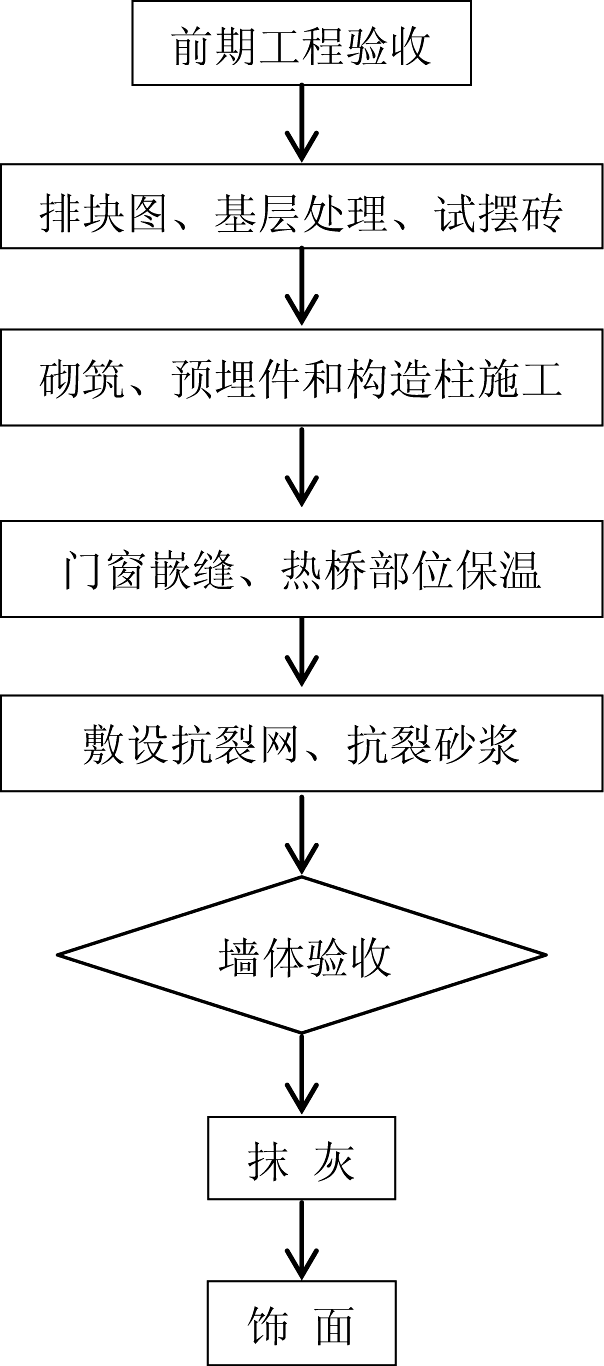 前期工程验收
排块图、基层处理、试摆砖
砌筑、预埋件和构造柱施工
门窗嵌缝、热桥部位保温
敷设抗裂网、抗裂砂浆
墙体验收
抹 灰
饰 面